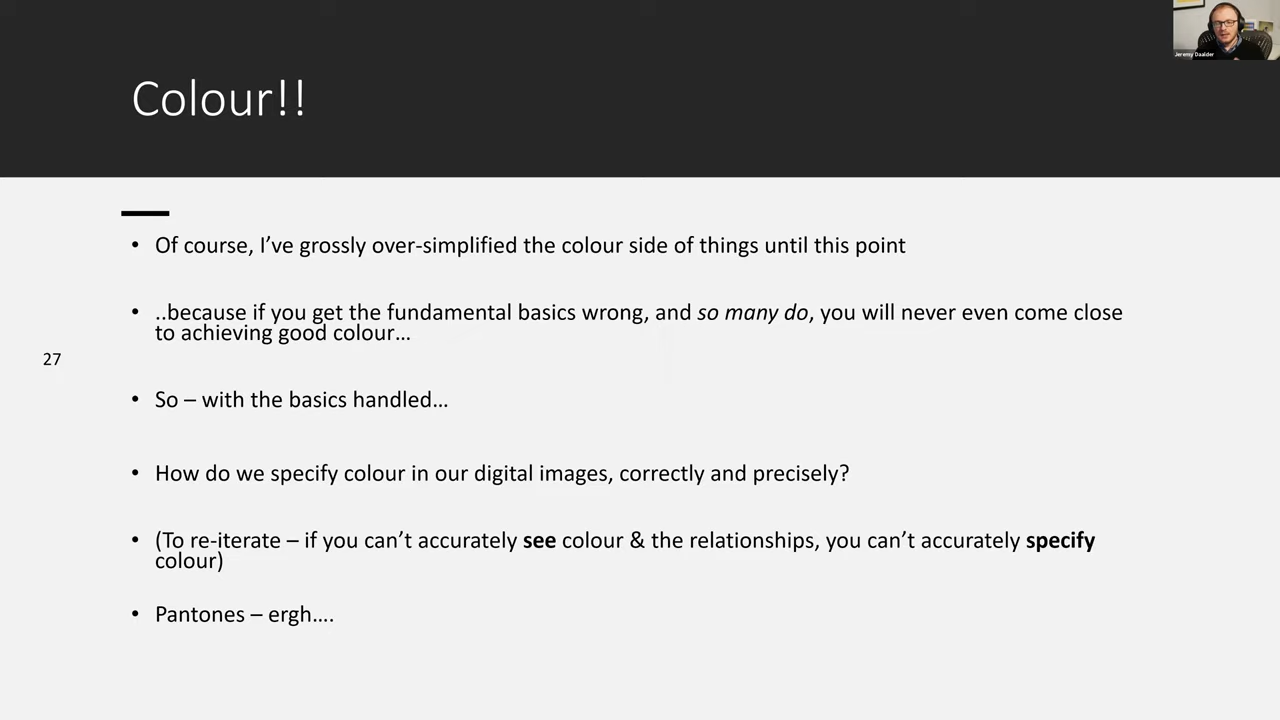 Jeremy Daalder
Colour!!
• Of course, I’ve grossly over-simplified the colour side of things until this point
• ..because if you get the fundamental basics wrong, and so many do, you will never even come close
to achieving good colour…
27
• So – with the basics handled…
• How do we specify colour in our digital images, correctly and precisely?
• (To re-iterate – if you can’t accurately see colour & the relationships, you can’t accurately specify
colour)
• Pantones – ergh….